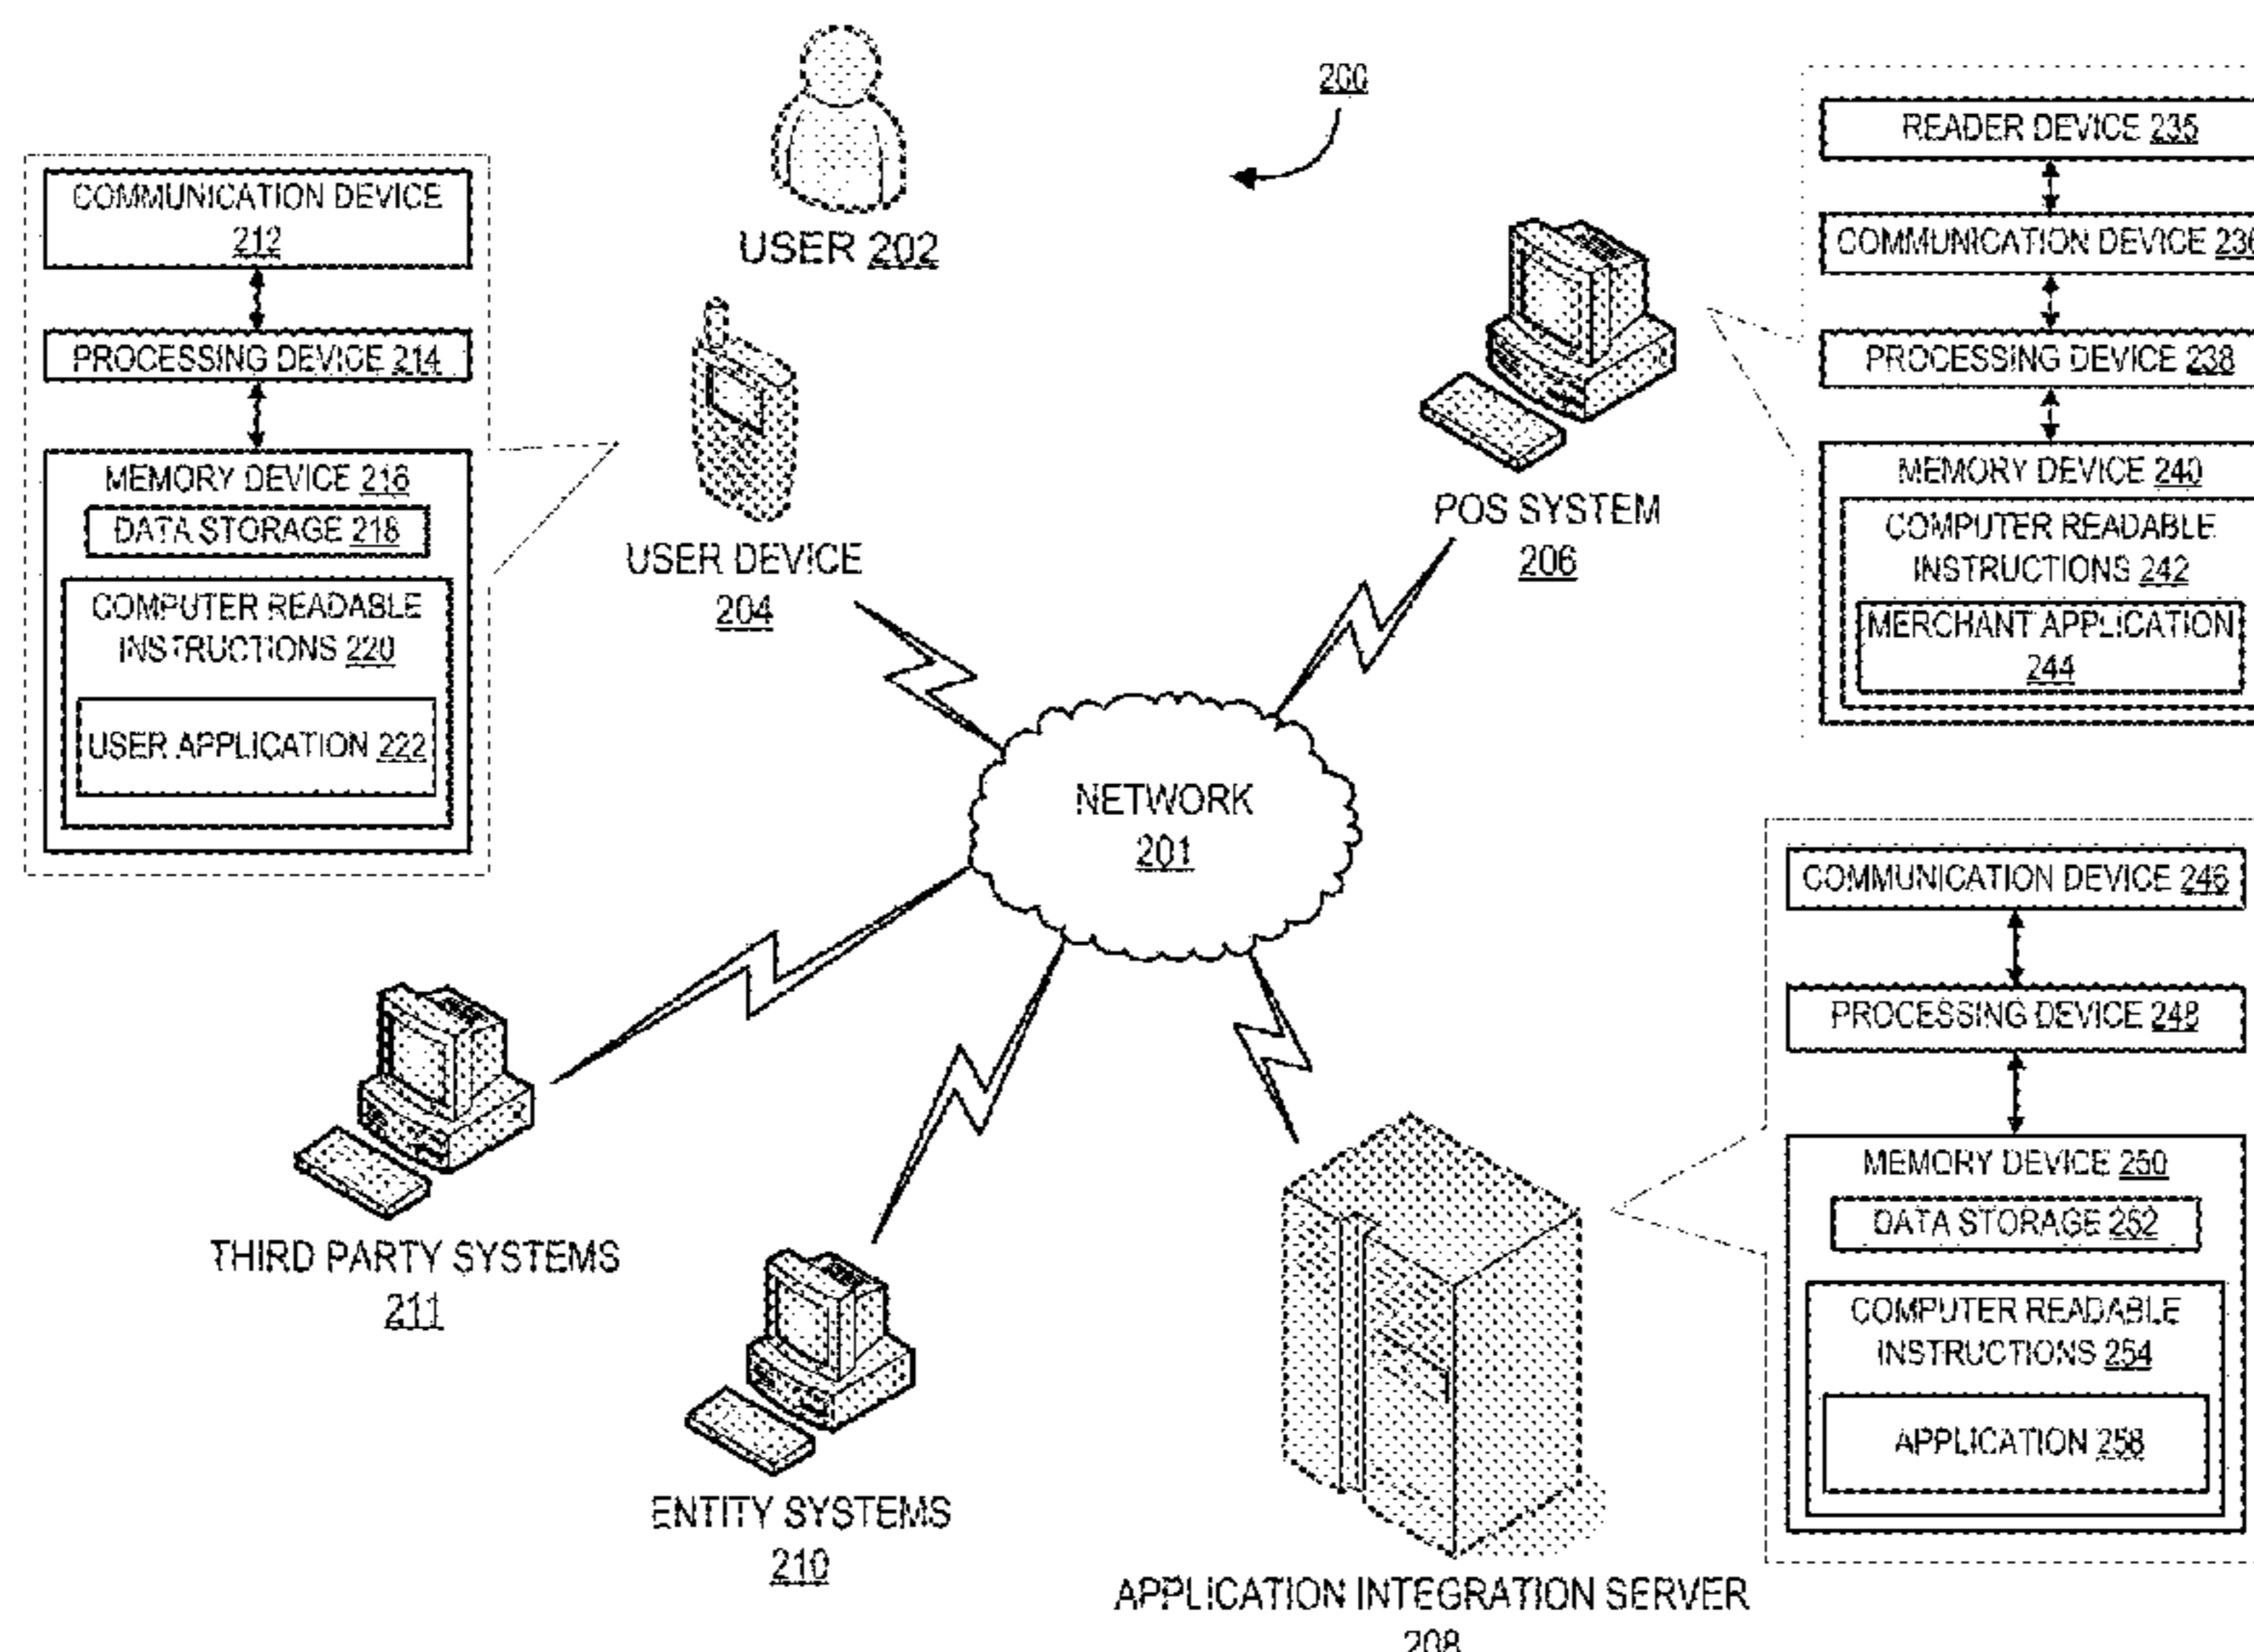 200
USER 202
COMMUNICATION DEVICE
212
PROCESSING DEVICE 214
MEMORY DEVICE 216
DATA STORAGE 218
COMPUTER READABLE
INSTRUCTIONS 220
USER APPLICATION 222
USER DEVICE
204
POS SYSTEM
206
READER DEVICE 235
COMMUNICATION DEVICE 236
PROCESSING DEVICE 238
MEMORY DEVICE 240
COMPUTER READABLE
INSTRUCTIONS 242
MERCHANT APPLICATION
244
NETWORK
201
THIRD PARTY SYSTEMS
211
ENTITY SYSTEMS
210
APPLICATION INTEGRATION SERVER
208
COMMUNICATION DEVICE 246
PROCESSING DEVICE 248
MEMORY DEVICE 250
DATA STORAGE 252
COMPUTER READABLE
INSTRUCTIONS 254
APPLICATION 258